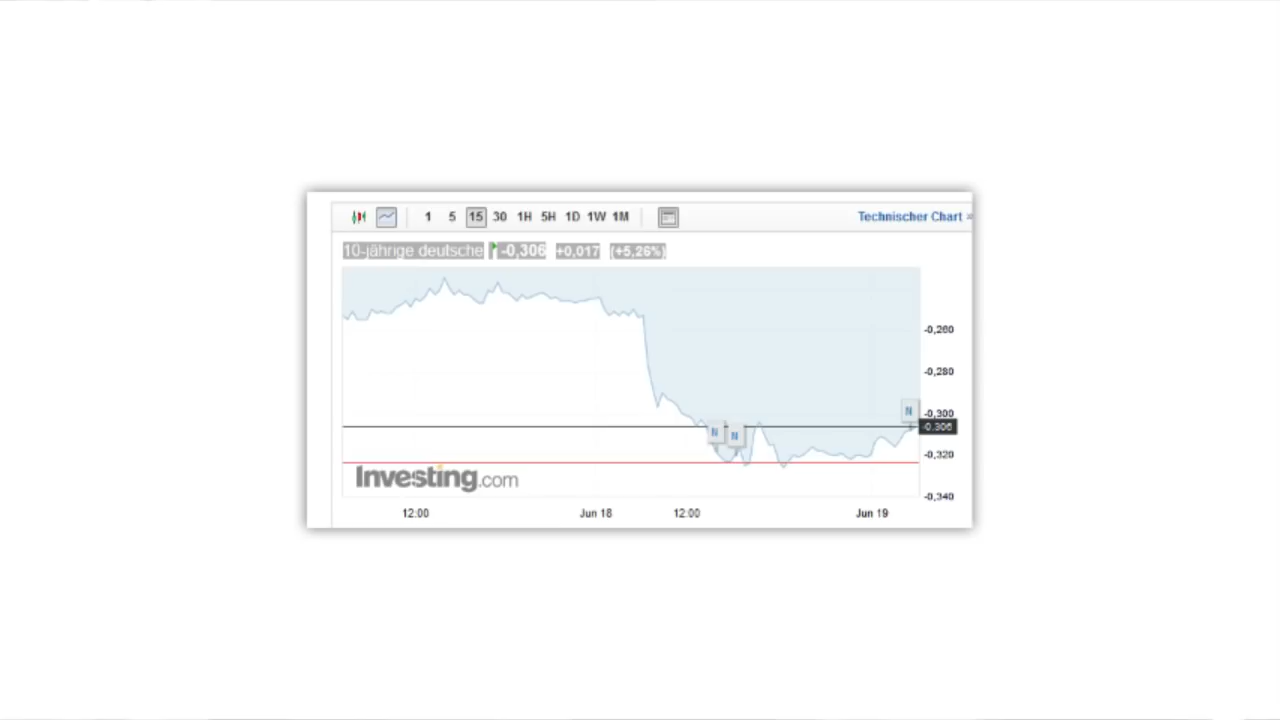 1 5 15 30 1H 5H 1D 1W 1M Technischer Chart »
10-jährige deutsche -0,306 +0,017 (+5,26%)
-0,260
-0,280
N -0,300
N N -0,306
-0,320
Investing.com
-0,340
12:00 Jun 18 12:00 Jun 19